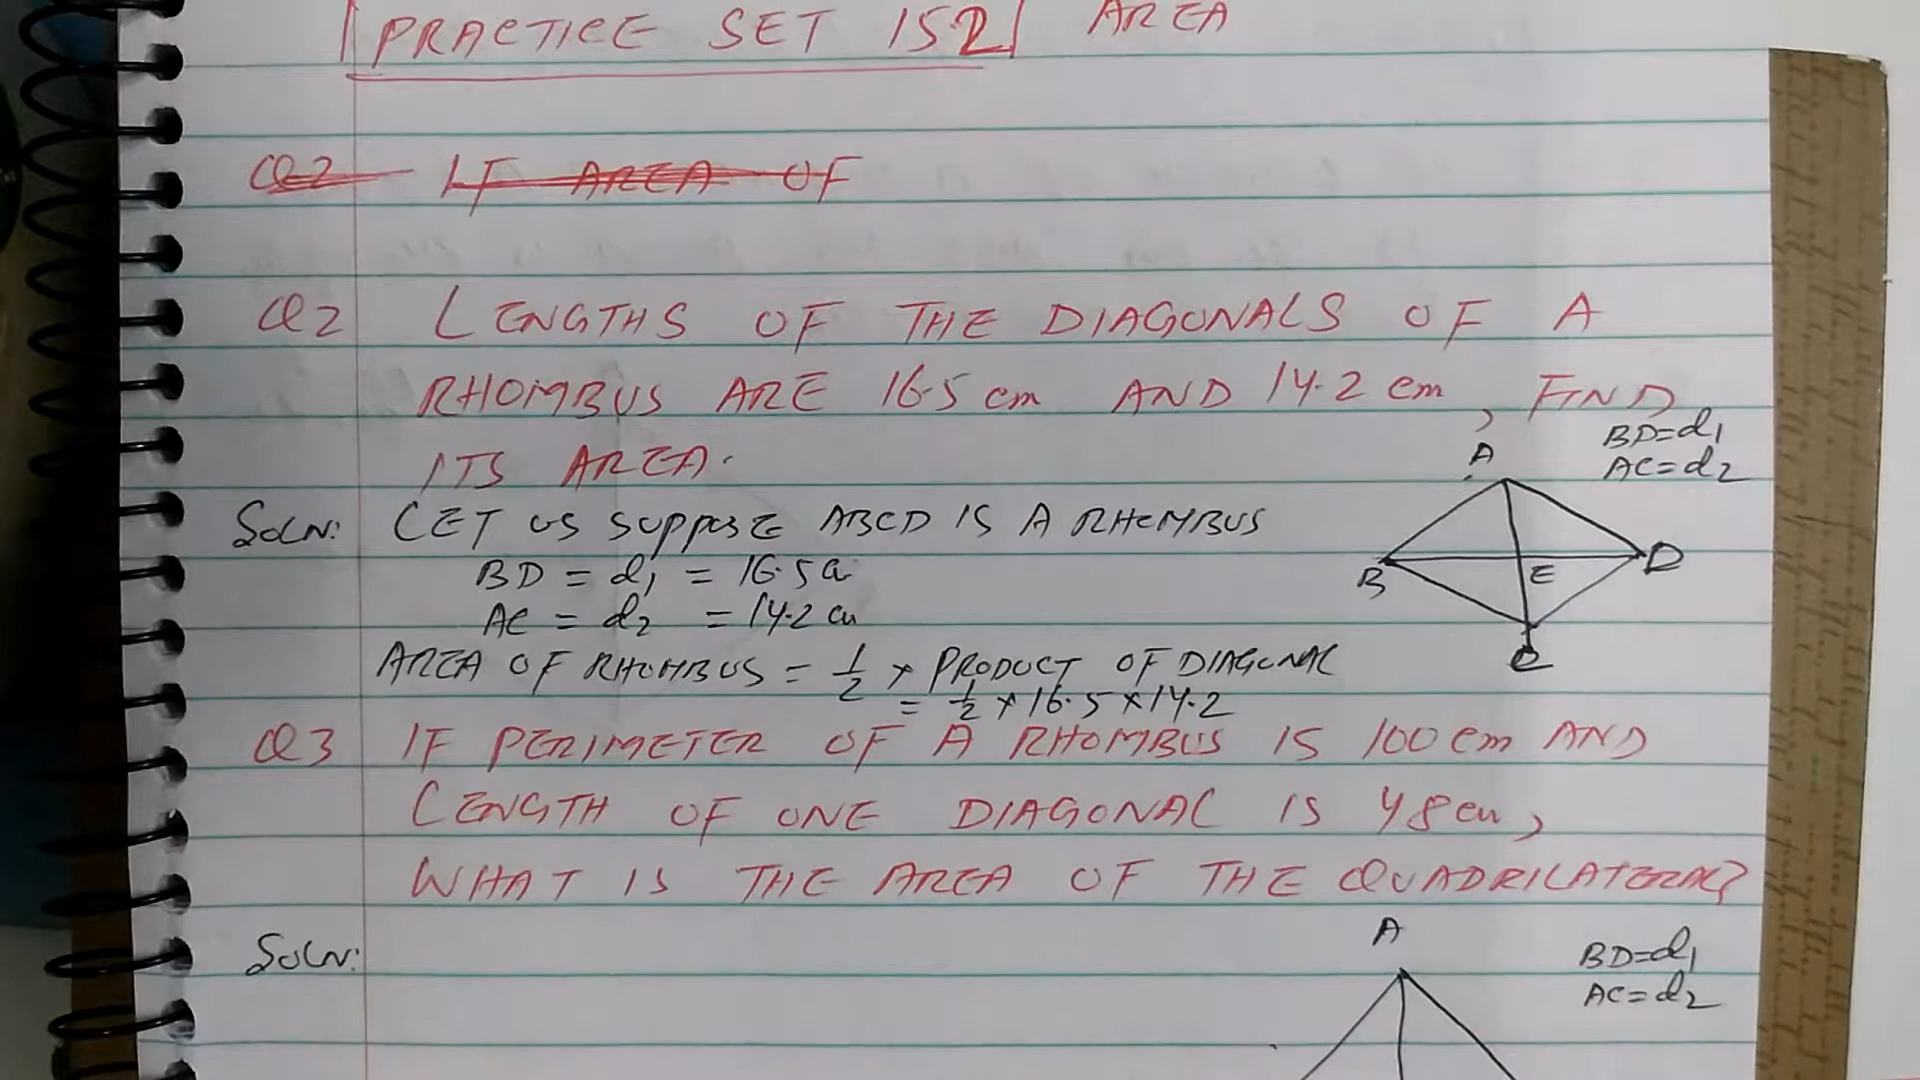 PRACTICE SET 15.2 AREA
Q2 IF AREA OF
Q2 LENGTHS OF THE DIAGONALS OF A
RHOMBUS ARE 16.5 cm AND 14.2 cm, FIND
ITS AREA.
BD=d1
AC=d2
A
B
E
D
C
SOLN: LET US SUPPOSE ABCD IS A RHOMBUS
BD = d1 = 16.5 cm
AC = d2 = 14.2 cm
AREA OF RHOMBUS = 1/2 × PRODUCT OF DIAGONAL
= 1/2 × 16.5 × 14.2
Q3 IF PERIMETER OF A RHOMBUS IS 100 cm AND
LENGTH OF ONE DIAGONAL IS 48 cm,
WHAT IS THE AREA OF THE QUADRILATERAL?
SOLN:
A
BD=d1
AC=d2